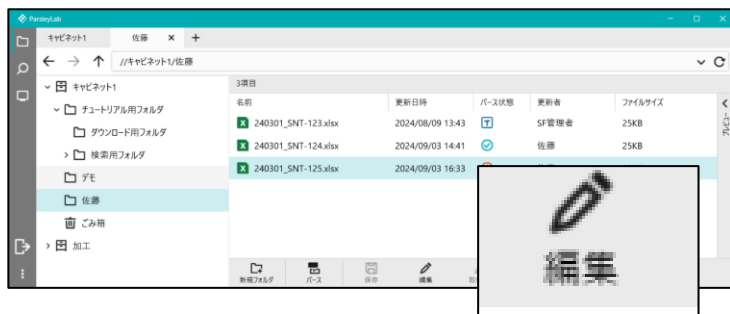 ParsleyLab
キャビネット1
佐藤
//キャビネット1/佐藤
キャビネット1
チュートリアル用フォルダ
ダウンロード用フォルダ
検索用フォルダ
デモ
佐藤
ごみ箱
加工
3項目
名前 更新日時 パース状態 更新者 ファイルサイズ
240301_SNT-123.xlsx 2024/08/09 13:43 T SF管理者 25KB
240301_SNT-124.xlsx 2024/09/03 14:41 佐藤 25KB
240301_SNT-125.xlsx 2024/09/03 16:33
プレビュー
新規フォルダ パース 保存 編集
編集